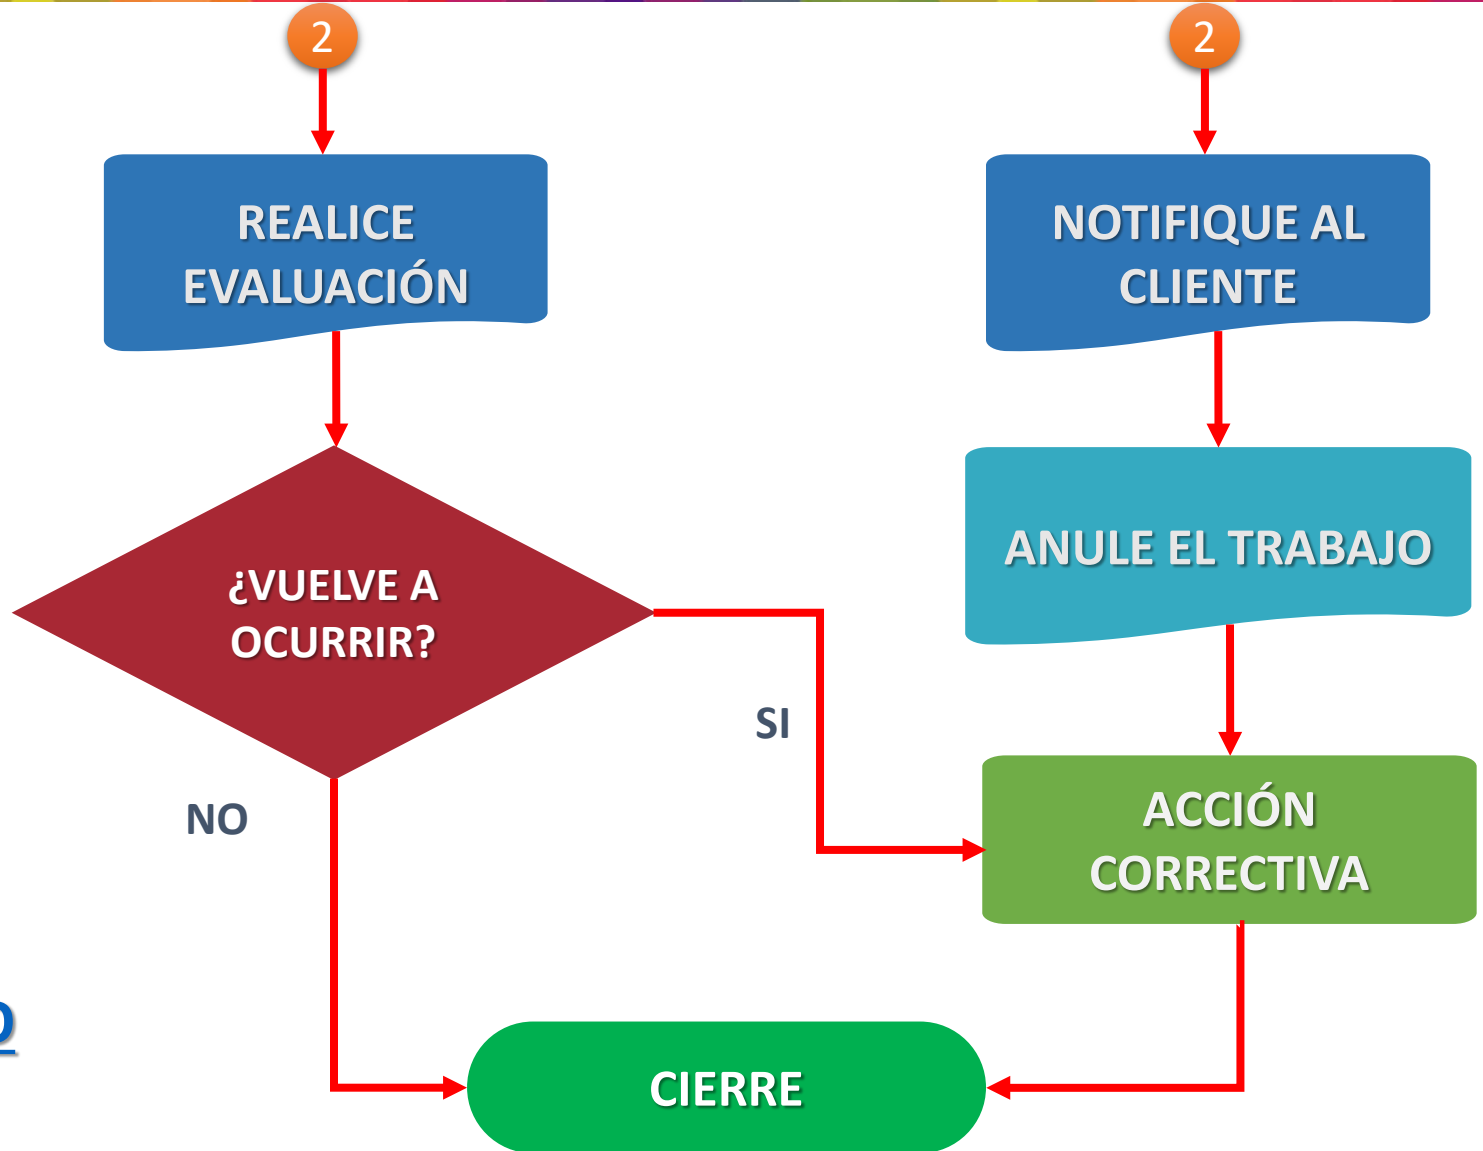 2
2
REALICE
EVALUACIÓN
NOTIFIQUE AL
CLIENTE
¿VUELVE A
OCURRIR?
ANULE EL TRABAJO
SI
NO
ACCIÓN
CORRECTIVA
CIERRE